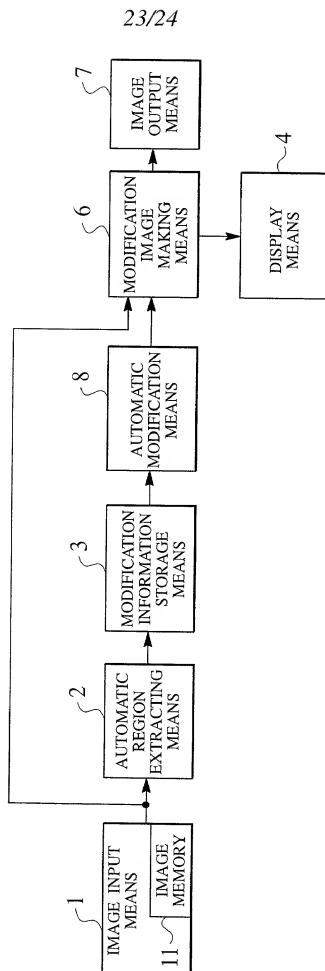 23/24
1
IMAGE INPUT
MEANS
11
IMAGE
MEMORY
2
AUTOMATIC
REGION
EXTRACTING
MEANS
3
MODIFICATION
INFORMATION
STORAGE
MEANS
8
AUTOMATIC
MODIFICATION
MEANS
6
MODIFICATION
IMAGE
MAKING
MEANS
7
IMAGE
OUTPUT
MEANS
4
DISPLAY
MEANS